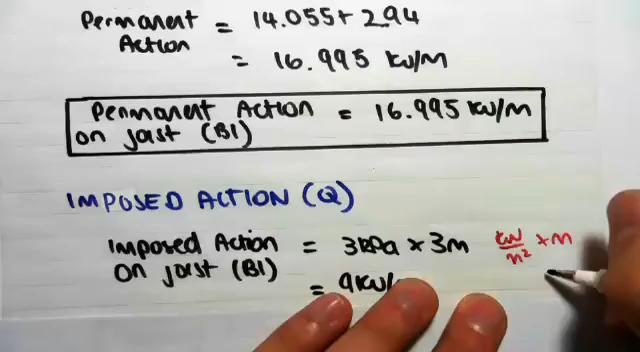 Permanent Action = 14.055 + 2.94
= 16.995 kN/M
Permanent Action on joist (B1) = 16.995 kN/M
IMPOSED ACTION (Q)
Imposed Action on joist (B1) = 3kPa × 3m kN/m² × m
= 9kN/